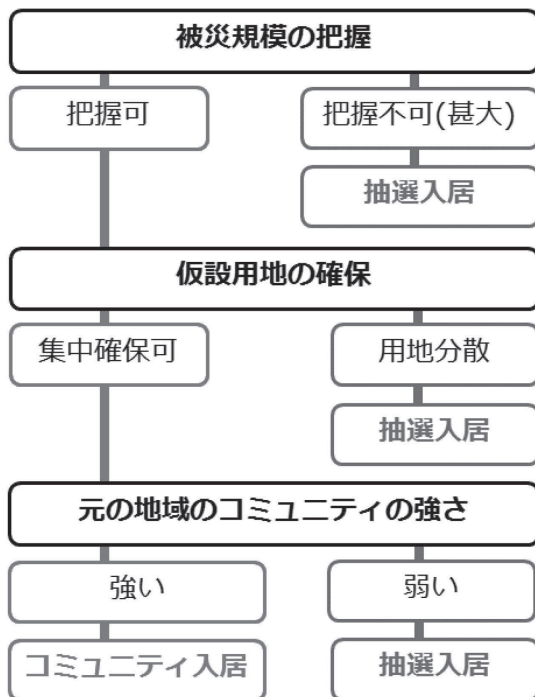 被災規模の把握
把握可
把握不可(甚大)
抽選入居
仮設用地の確保
集中確保可
用地分散
抽選入居
元の地域のコミュニティの強さ
強い
弱い
コミュニティ入居
抽選入居